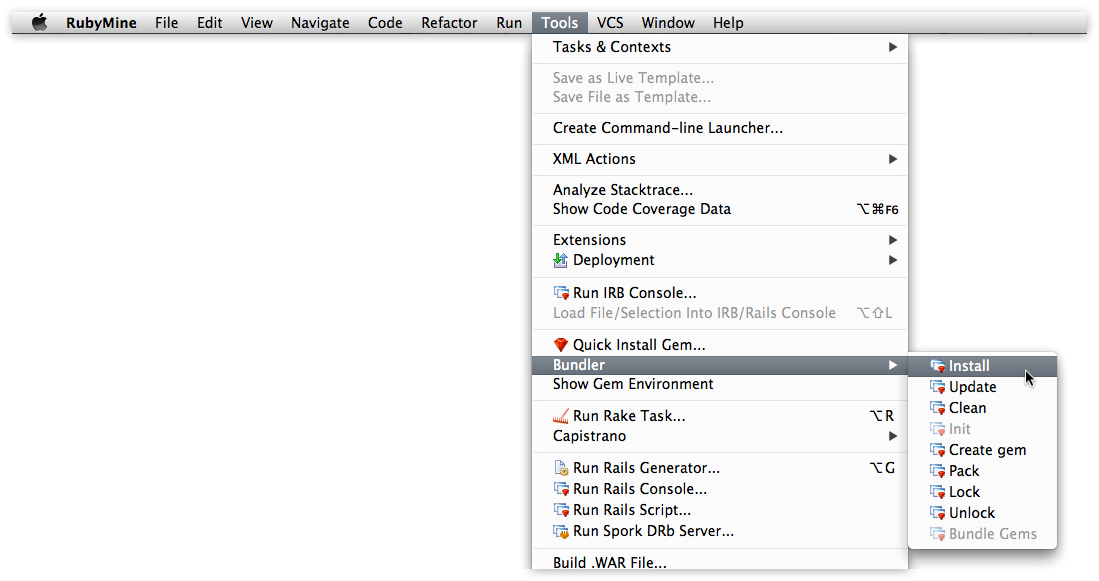 RubyMine File Edit View Navigate Code Refactor Run Tools VCS Window Help
Tasks & Contexts
Save as Live Template...
Save File as Template...
Create Command-line Launcher...
XML Actions
Analyze Stacktrace...
Show Code Coverage Data ⌥⌘F6
Extensions
Deployment
Run IRB Console...
Load File/Selection Into IRB/Rails Console ⌥⇧L
Quick Install Gem...
Bundler
Show Gem Environment
Run Rake Task... ⌥R
Capistrano
Run Rails Generator... ⌥G
Run Rails Console...
Run Rails Script...
Run Spork DRb Server...
Build .WAR File...
Install
Update
Clean
Init
Create gem
Pack
Lock
Unlock
Bundle Gems